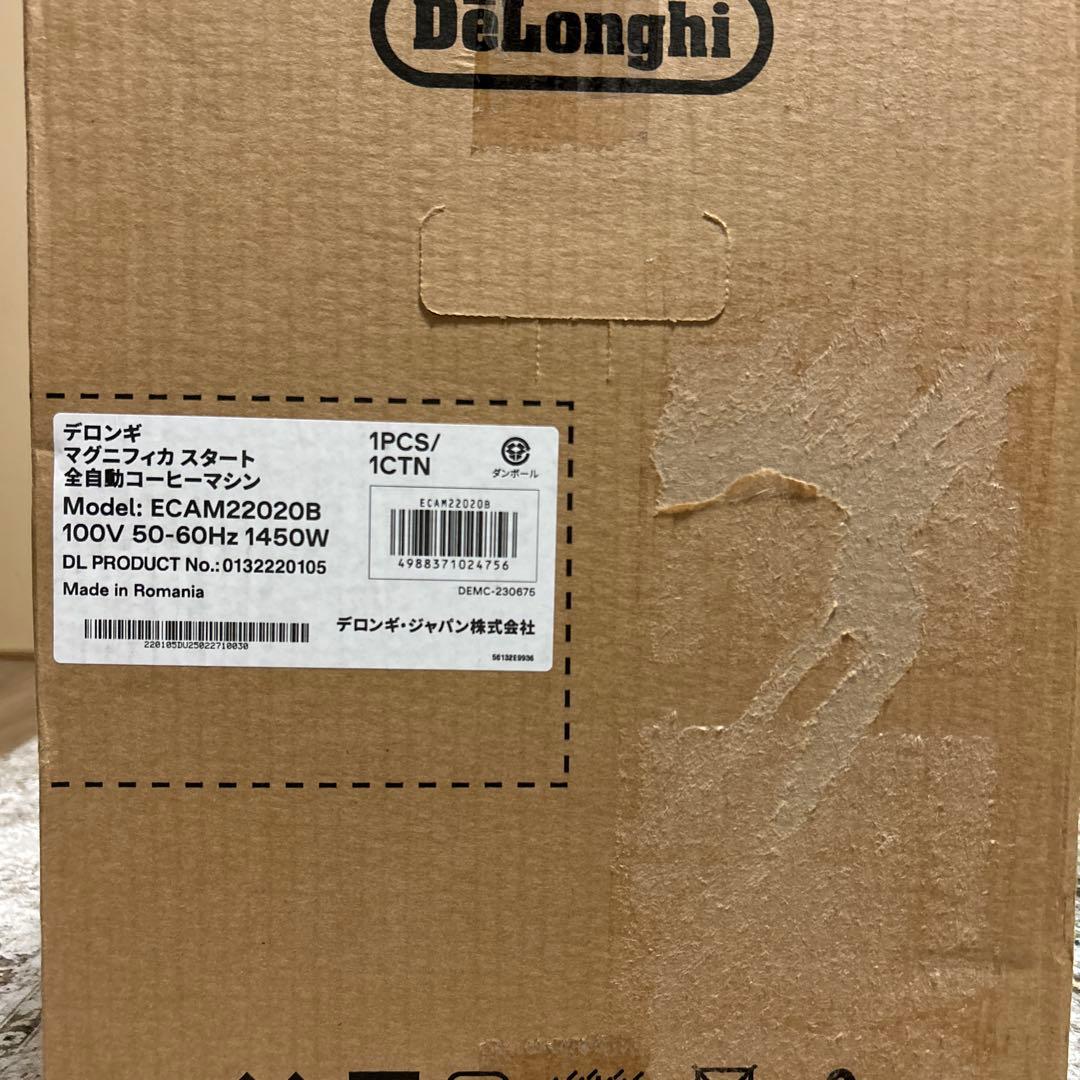 DeLonghi
デロンギ
マグニフィカ スタート
全自動コーヒーマシン
Model: ECAM22020B
100V 50-60Hz 1450W
DL PRODUCT No.: 0132220105
Made in Romania
220105DU25022710030
1PCS/
1CTN
ダンボール
ECAM22020B
4988371024756
DEMC-230675
デロンギ・ジャパン株式会社
56132E9936